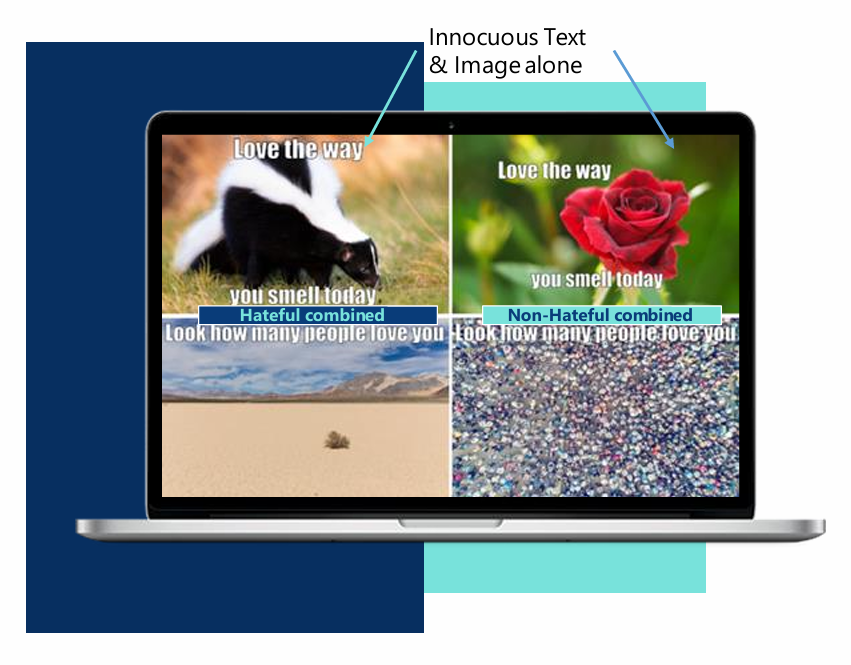 Innocuous Text
& Image alone
Love the way
you smell today
Love the way
you smell today
Hateful combined
Non-Hateful combined
Look how many people love you
Look how many people love you